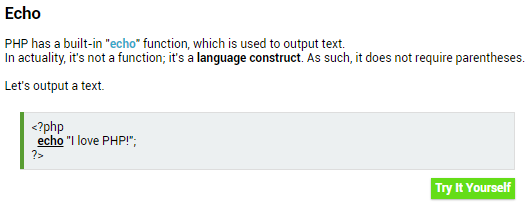 Echo
PHP has a built-in "echo" function, which is used to output text.
In actuality, it's not a function; it's a language construct. As such, it does not require parentheses.
Let's output a text.
<?php
echo "I love PHP!";
?>
Try It Yourself